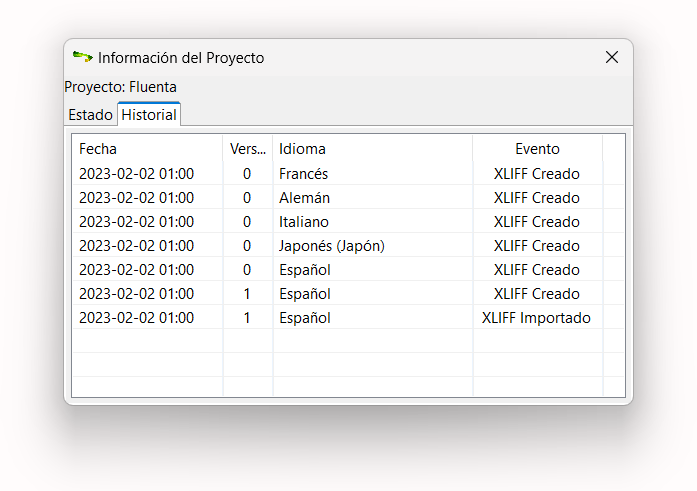 Información del Proyecto
Proyecto: Fluenta
Estado Historial
Fecha Vers... Idioma Evento
2023-02-02 01:00 0 Francés XLIFF Creado
2023-02-02 01:00 0 Alemán XLIFF Creado
2023-02-02 01:00 0 Italiano XLIFF Creado
2023-02-02 01:00 0 Japonés (Japón) XLIFF Creado
2023-02-02 01:00 0 Español XLIFF Creado
2023-02-02 01:00 1 Español XLIFF Creado
2023-02-02 01:00 1 Español XLIFF Importado